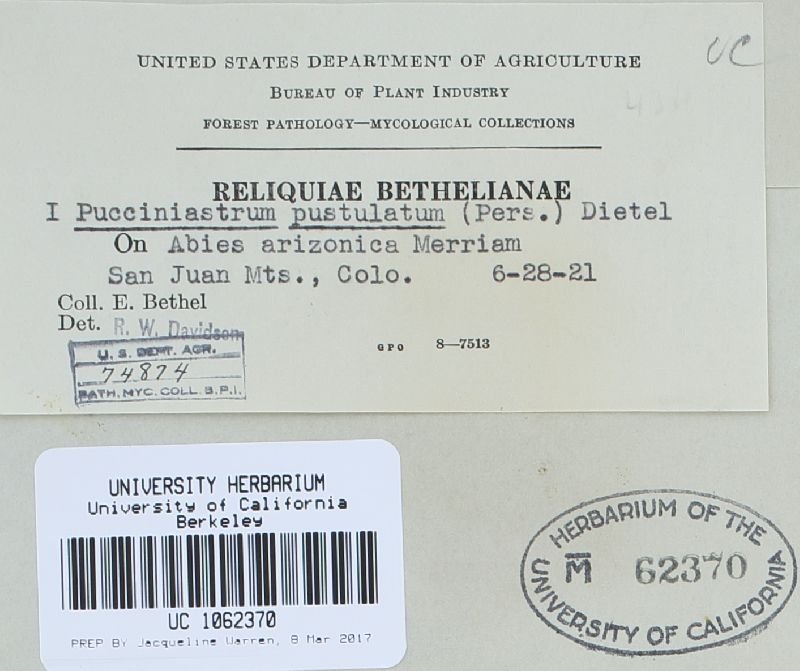 UC
UNITED STATES DEPARTMENT OF AGRICULTURE
BUREAU OF PLANT INDUSTRY
FOREST PATHOLOGY—MYCOLOGICAL COLLECTIONS
RELIQUIAE BETHELIANAE
I Pucciniastrum pustulatum (Pers.) Dietel
On Abies arizonica Merriam
San Juan Mts., Colo. 6-28-21
Coll. E. Bethel
Det. R. W. Davidson
GPO 8—7513
U. S. DEPT. AGR.
74874
PATH. MYC. COLL. B.P.I.
UNIVERSITY HERBARIUM
University of California
Berkeley
UC 1062370
PREP BY Jacqueline Warren, 8 Mar 2017
HERBARIUM OF THE
M 62370
UNIVERSITY OF CALIFORNIA